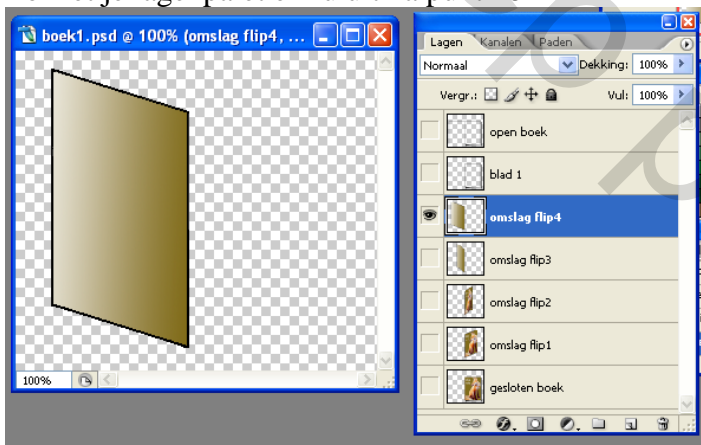 boek1.psd @ 100% (omslag flip4, ...
100%
Lagen Kanalen Paden
Normaal Dekking: 100%
Vergr.: Vul: 100%
open boek
blad 1
omslag flip4
omslag flip3
omslag flip2
omslag flip1
gesloten boek